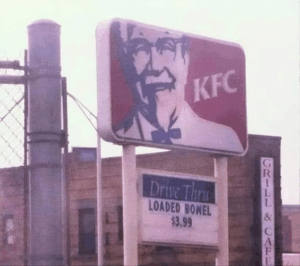 KFC
Drive Thru
LOADED BOWEL
$3.99
GRILL & CAFE